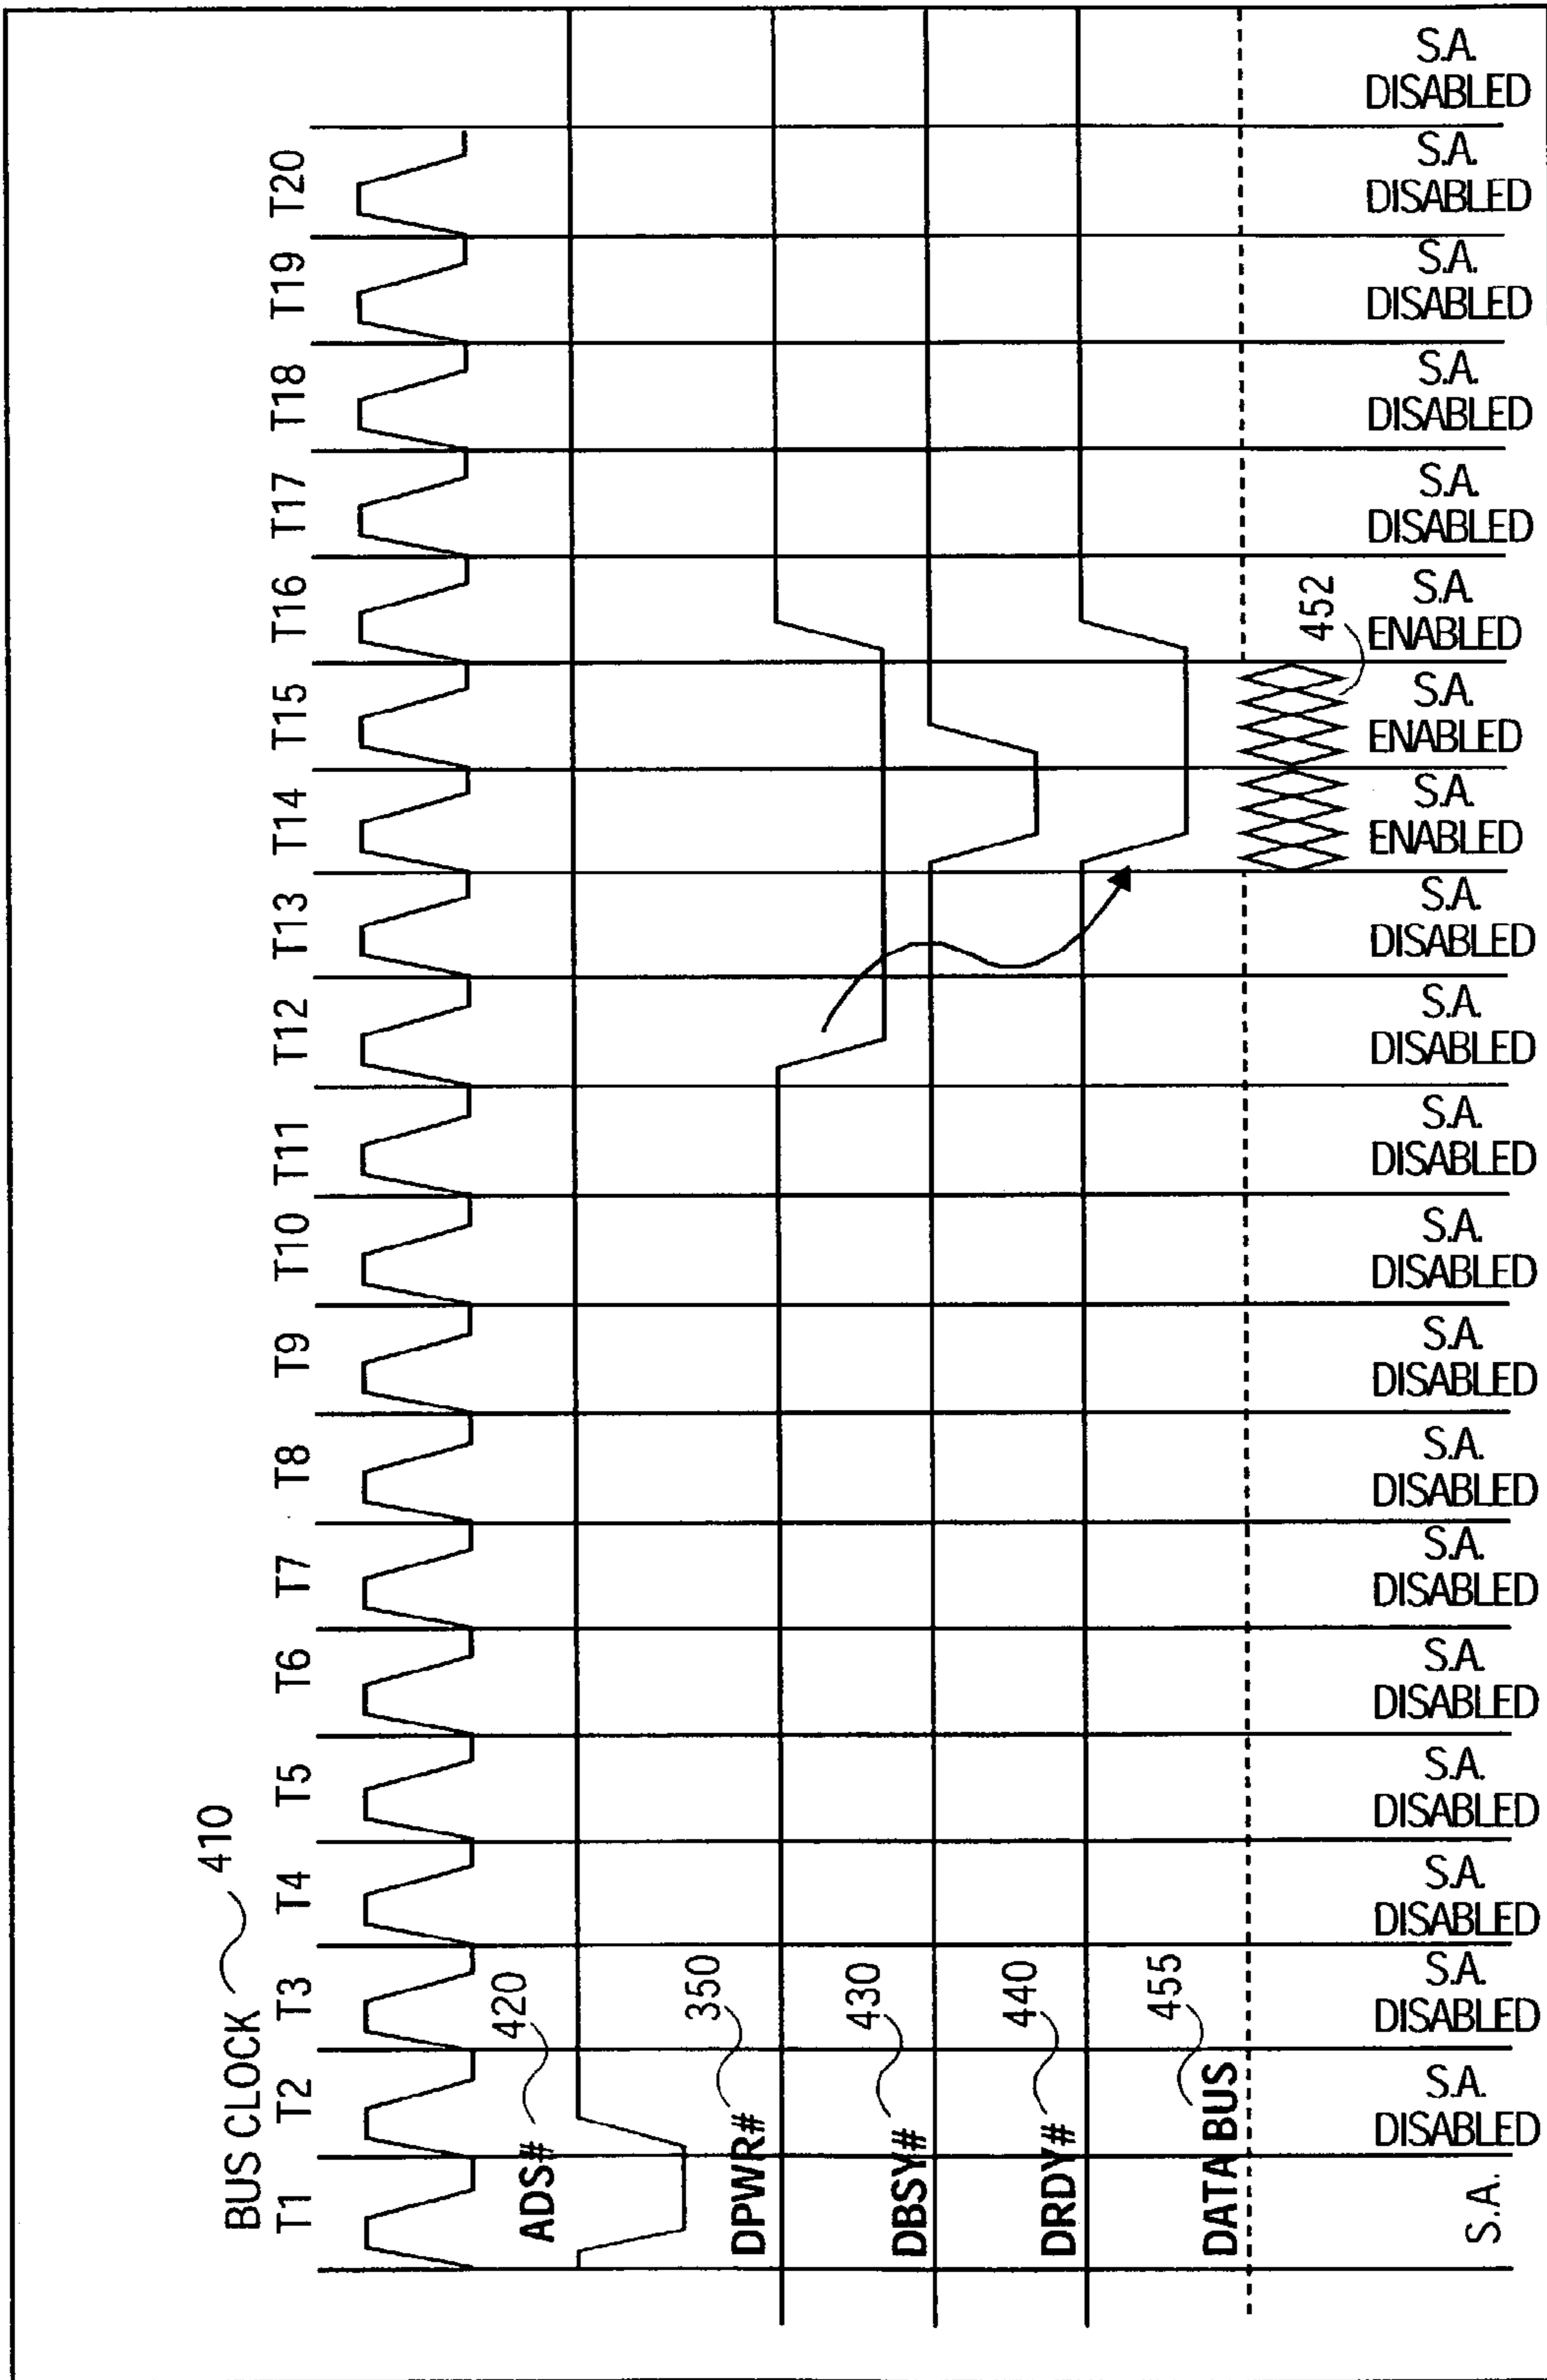 BUS CLOCK 410
T1 T2 T3 T4 T5 T6 T7 T8 T9 T10 T11 T12 T13 T14 T15 T16 T17 T18 T19 T20
ADS# 420
DPWR# 350
DBSY# 430
DRDY# 440
DATA BUS 455
452
S.A.
S.A. DISABLED
S.A. DISABLED
S.A. DISABLED
S.A. DISABLED
S.A. DISABLED
S.A. DISABLED
S.A. DISABLED
S.A. DISABLED
S.A. DISABLED
S.A. DISABLED
S.A. DISABLED
S.A. DISABLED
S.A. ENABLED
S.A. ENABLED
S.A. ENABLED
S.A. DISABLED
S.A. DISABLED
S.A. DISABLED
S.A. DISABLED
S.A. DISABLED